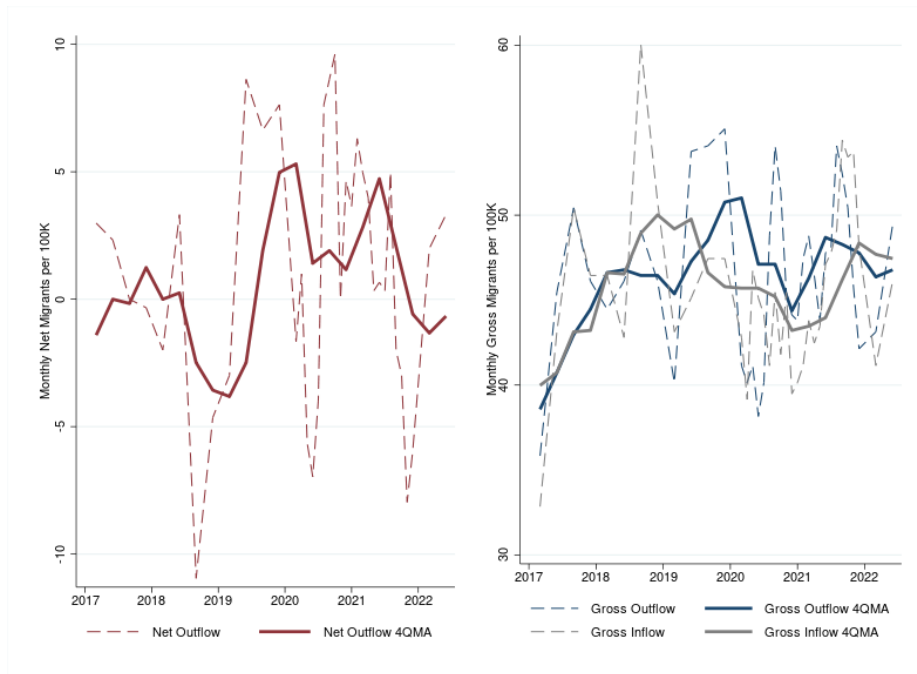 Monthly Net Migrants per 100K
10
5
0
-5
-10
2017 2018 2019 2020 2021 2022
Net Outflow Net Outflow 4QMA
Monthly Gross Migrants per 100K
60
50
40
30
2017 2018 2019 2020 2021 2022
Gross Outflow Gross Outflow 4QMA
Gross Inflow Gross Inflow 4QMA